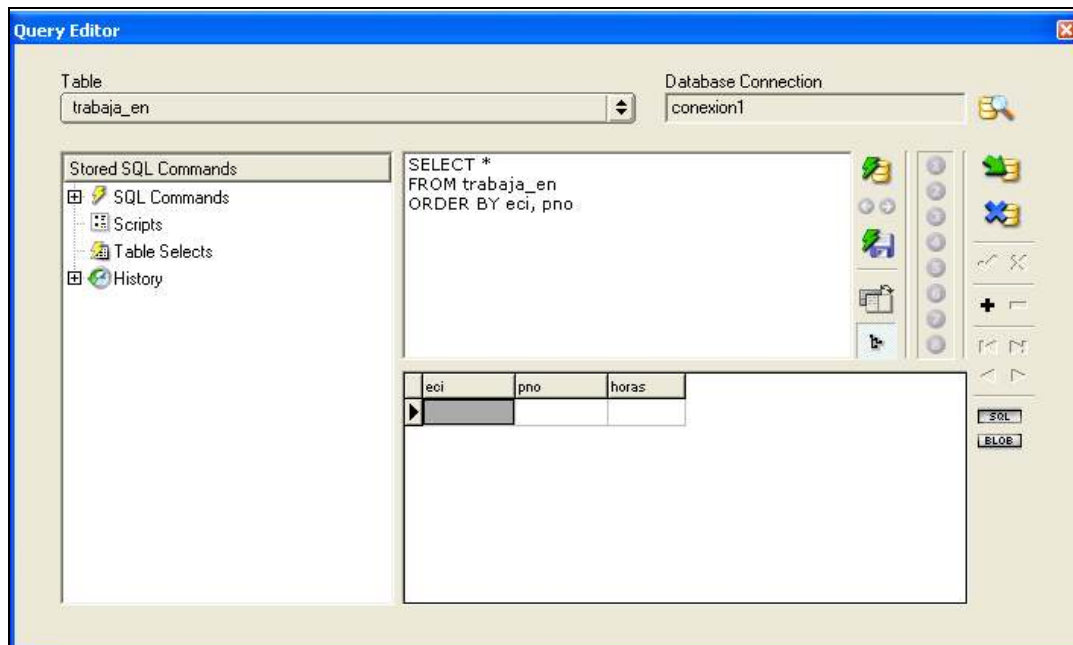 Query Editor
Table
Database Connection
trabaja_en
conexion1
Stored SQL Commands
SQL Commands
Scripts
Table Selects
History
SELECT *
FROM trabaja_en
ORDER BY eci, pno
eci pno horas
SQL
BLOB